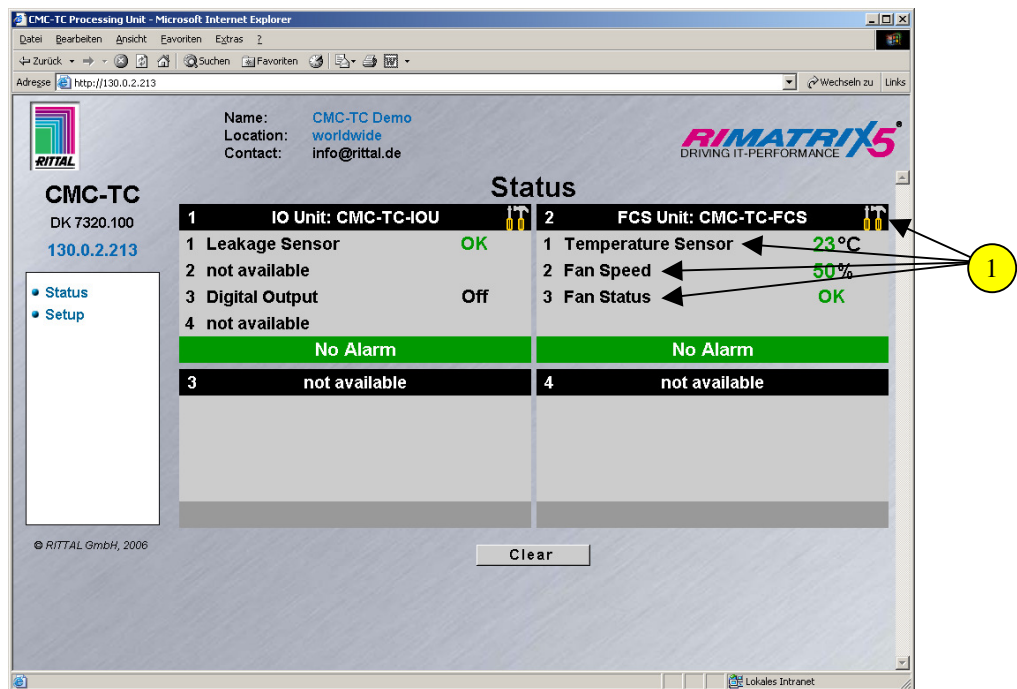 CMC-TC Processing Unit - Microsoft Internet Explorer
Datei Bearbeiten Ansicht Favoriten Extras ?
Zurück Suchen Favoriten
Adresse http://130.0.2.213 Wechseln zu Links
RITTAL
Name: CMC-TC Demo
Location: worldwide
Contact: info@rittal.de
RIMATRIX5
DRIVING IT-PERFORMANCE
CMC-TC
DK 7320.100
130.0.2.213
Status
Setup
© RITTAL GmbH, 2006
Status
1 IO Unit: CMC-TC-IOU
1 Leakage Sensor OK
2 not available
3 Digital Output Off
4 not available
No Alarm
2 FCS Unit: CMC-TC-FCS
1 Temperature Sensor 23°C
2 Fan Speed 50%
3 Fan Status OK
No Alarm
1
3 not available
4 not available
Clear
Lokales Intranet